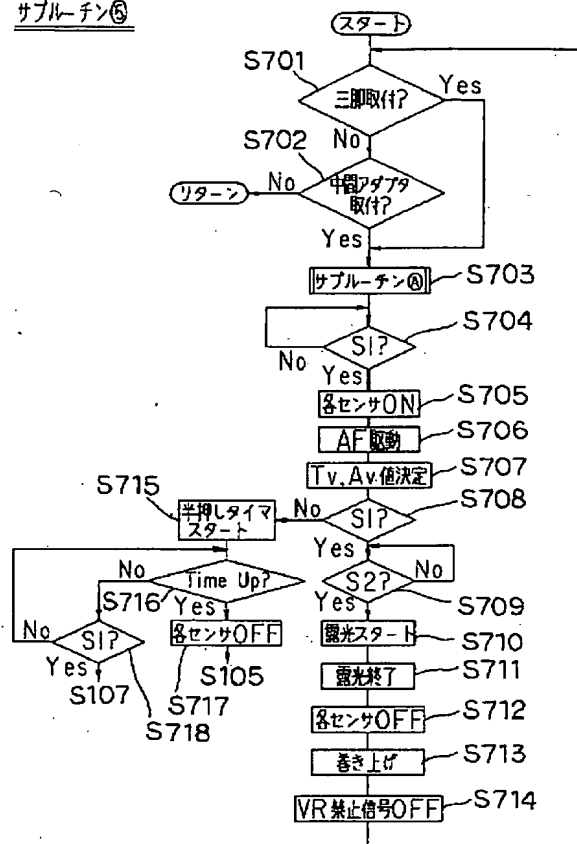 サブルーチン⑤
スタート
S701
三脚取付?
Yes
No
S702
中間アダプタ
取付?
No
リターン
Yes
サブルーチンⒶ
S703
S704
S1?
No
Yes
各センサON
S705
AF駆動
S706
Tv,Av値決定
S707
S708
S1?
No
S715
半押しタイマ
スタート
Yes
S2?
No
S709
Yes
Time Up?
No
S716
Yes
各センサOFF
S717
S105
S1?
No
Yes
S107
S718
露光スタート
S710
露光終了
S711
各センサOFF
S712
巻き上げ
S713
VR禁止信号OFF
S714